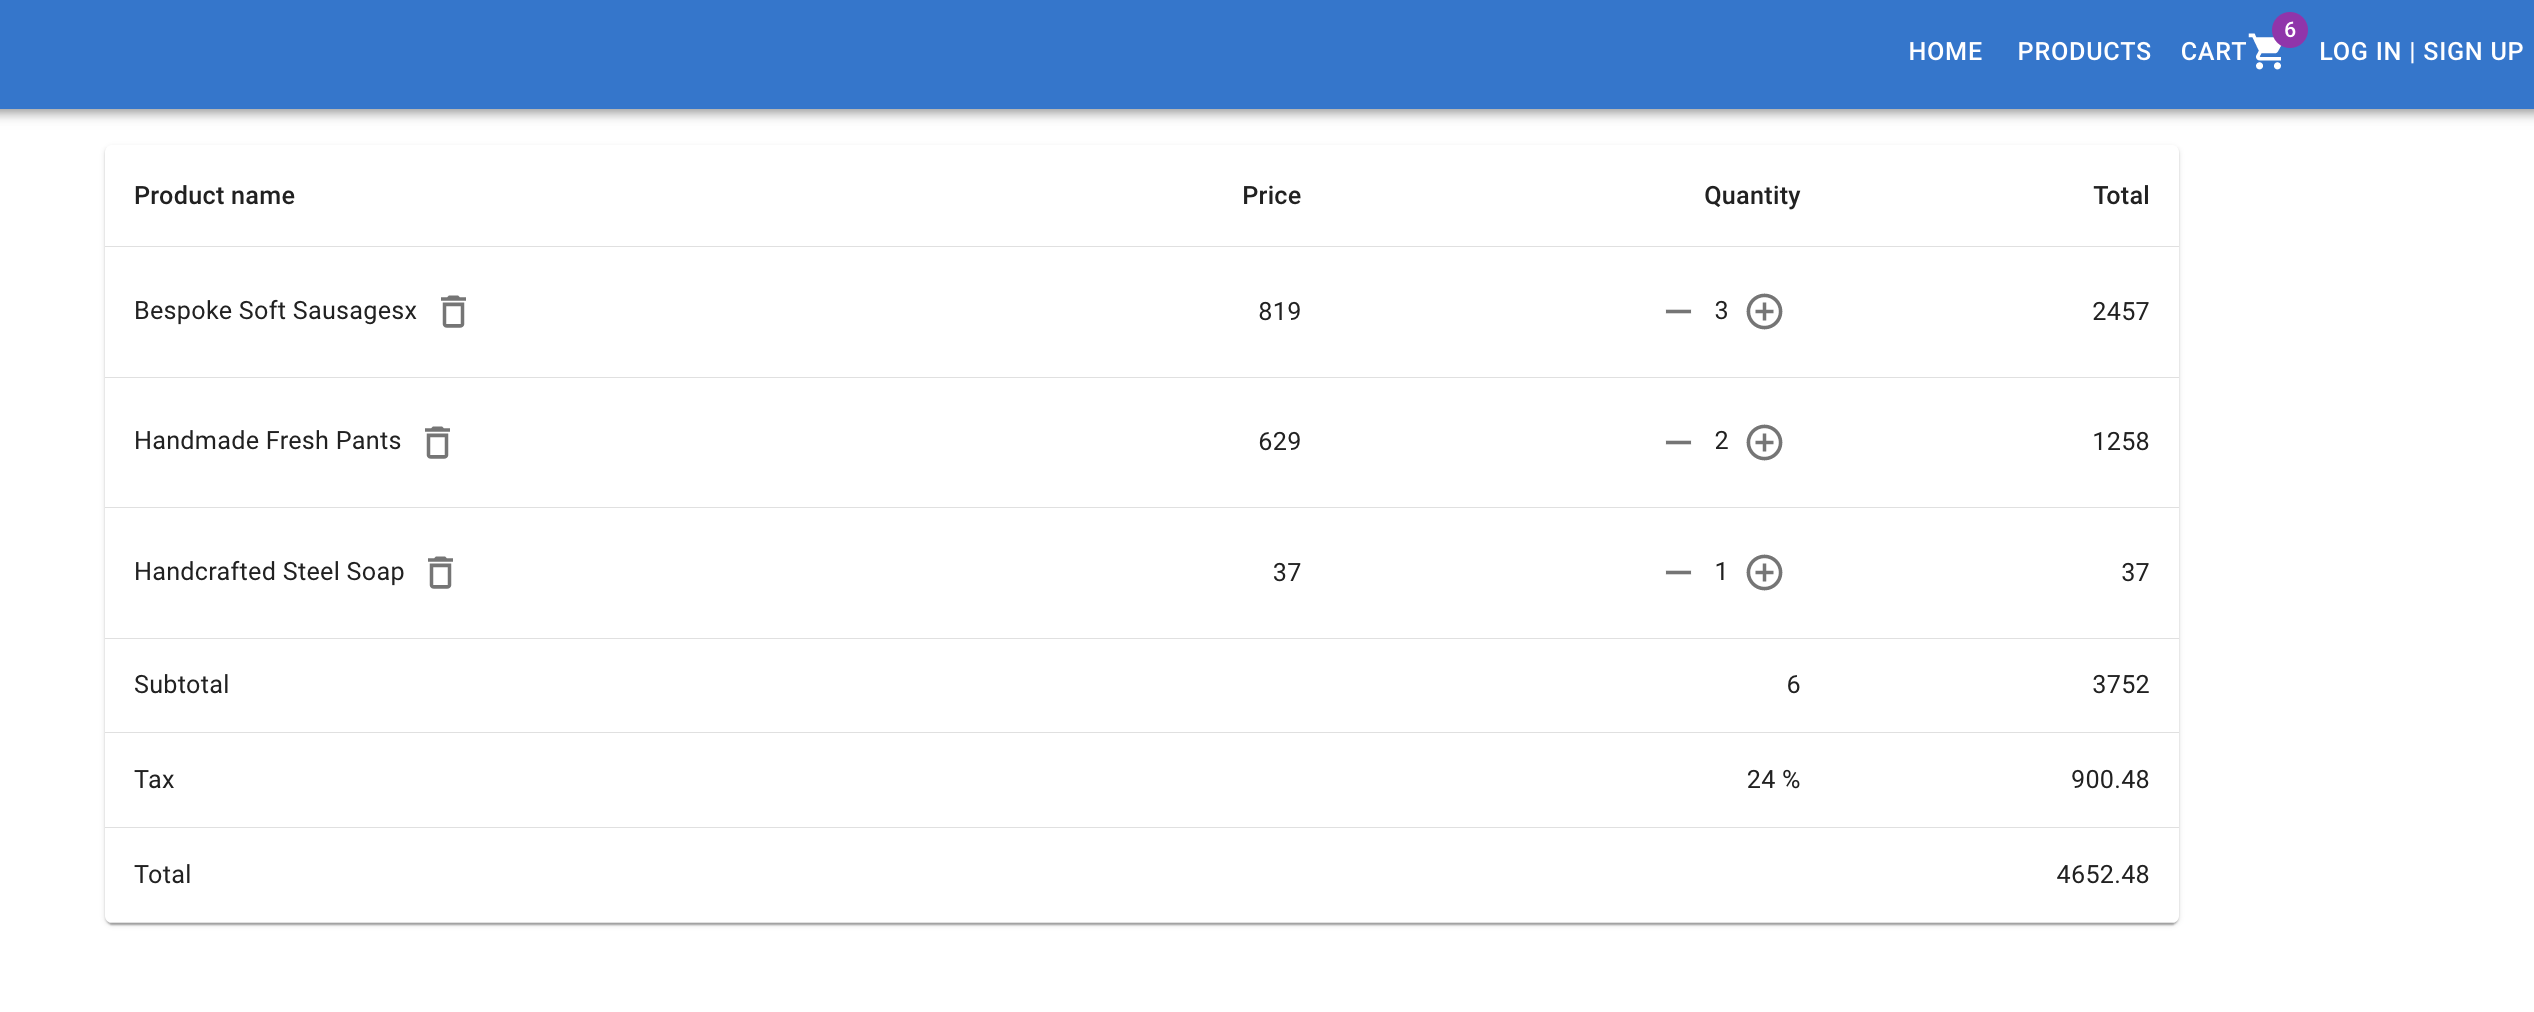 HOME PRODUCTS CART 6 LOG IN | SIGN UP
Product name Price Quantity Total
Bespoke Soft Sausagesx 819 3 2457
Handmade Fresh Pants 629 2 1258
Handcrafted Steel Soap 37 1 37
Subtotal 6 3752
Tax 24 % 900.48
Total 4652.48